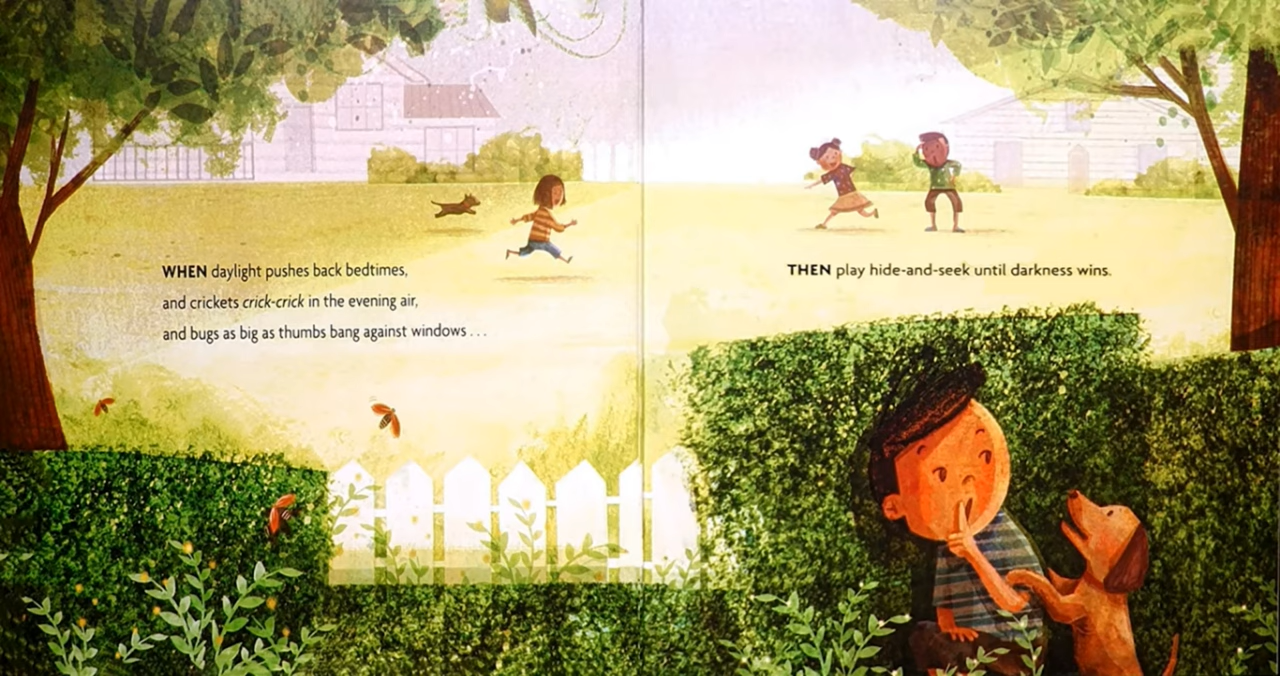 WHEN daylight pushes back bedtimes,
and crickets crick-crick in the evening air,
and bugs as big as thumbs bang against windows . . .
THEN play hide-and-seek until darkness wins.